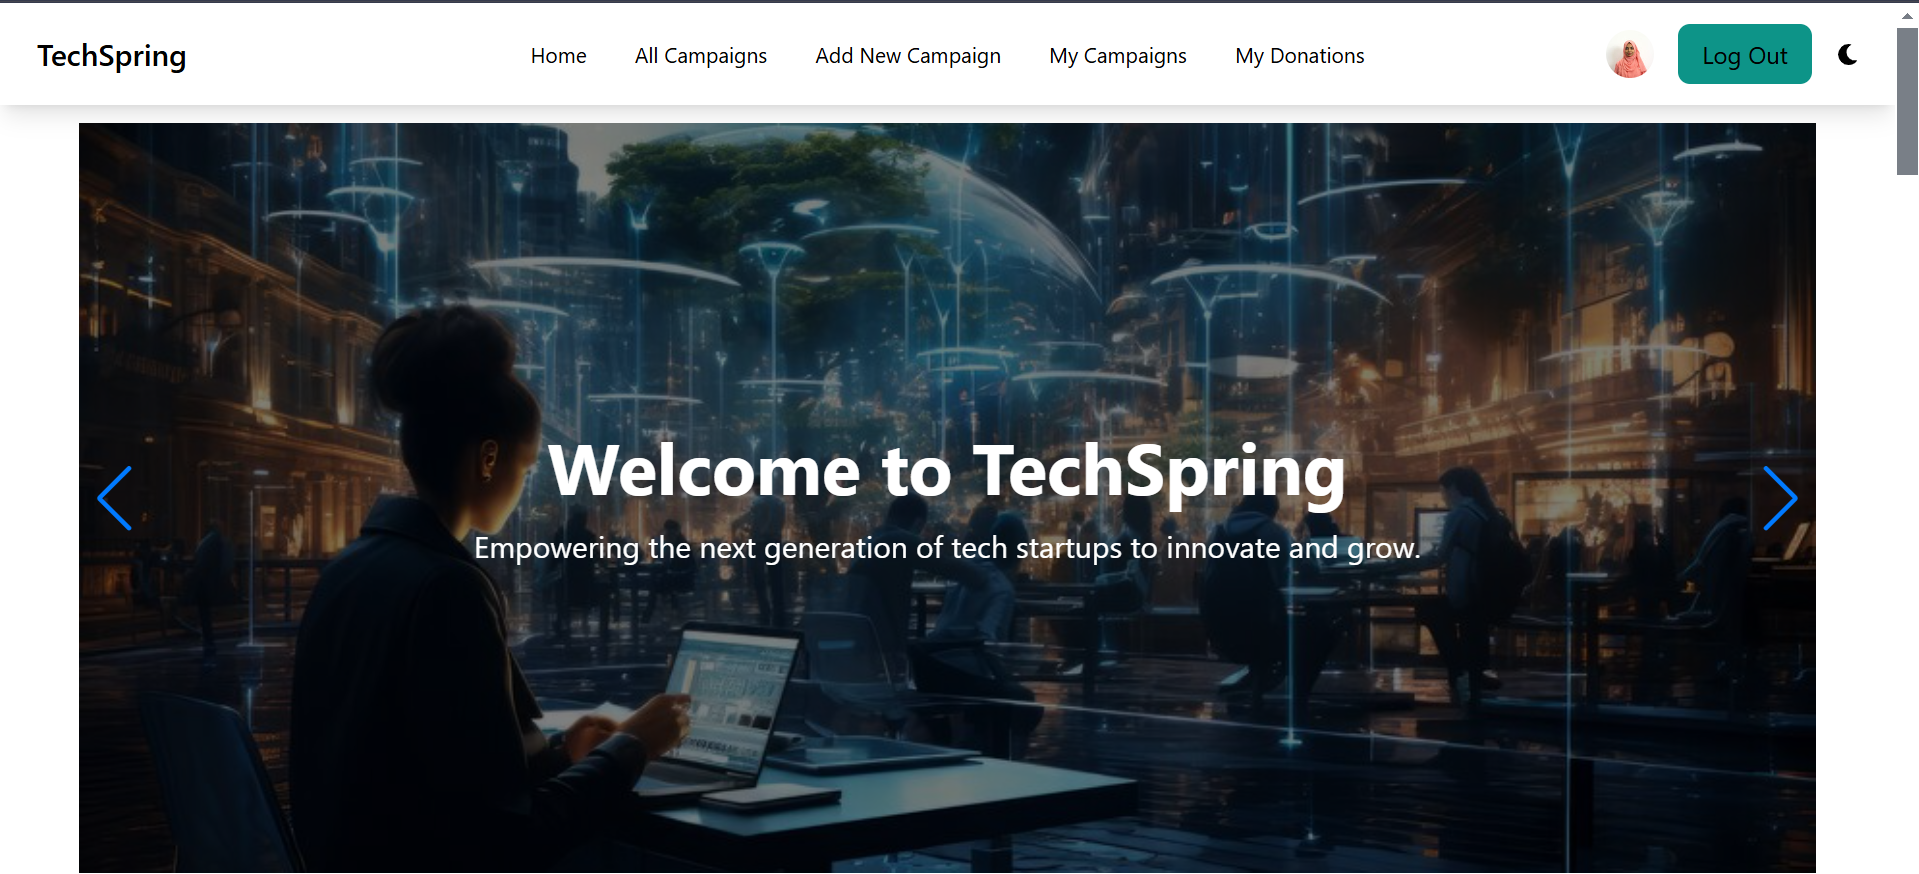 TechSpring
Home
All Campaigns
Add New Campaign
My Campaigns
My Donations
Log Out
Welcome to TechSpring
Empowering the next generation of tech startups to innovate and grow.